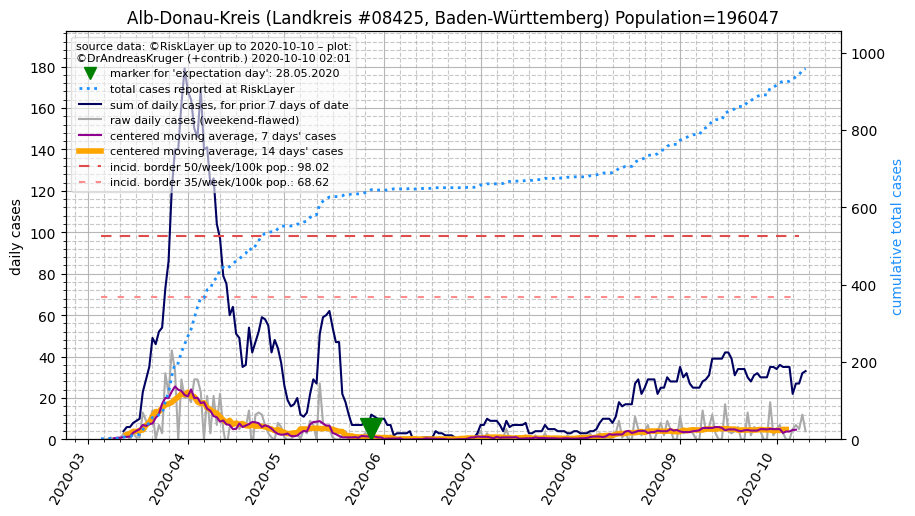 Alb-Donau-Kreis (Landkreis #08425, Baden-Württemberg) Population=196047
source data: ©RiskLayer up to 2020-10-10 – plot:
©DrAndreasKruger (+contrib.) 2020-10-10 02:01
marker for 'expectation day': 28.05.2020
total cases reported at RiskLayer
sum of daily cases, for prior 7 days of date
raw daily cases (weekend-flawed)
centered moving average, 7 days' cases
centered moving average, 14 days' cases
incid. border 50/week/100k pop.: 98.02
incid. border 35/week/100k pop.: 68.62
daily cases
180
160
140
120
100
80
60
40
20
0
cumulative total cases
1000
800
600
400
200
0
2020-03
2020-04
2020-05
2020-06
2020-07
2020-08
2020-09
2020-10